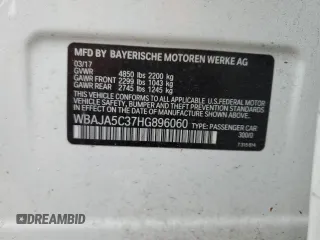 MFD BY BAYERISCHE MOTOREN WERKE AG
03/17
GVWR 4850 lbs 2200 kg
GAWR FRONT 2299 lbs 1043 kg
GAWR REAR 2745 lbs 1245 kg
THIS VEHICLE CONFORMS TO ALL APPLICABLE U.S. FEDERAL MOTOR
VEHICLE SAFETY, BUMPER AND THEFT PREVENTION STANDARDS
IN EFFECT ON THE DATE OF MANUFACTURE SHOWN ABOVE.
WBAJA5C37HG896060 TYPE: PASSENGER CAR
DREAMBID